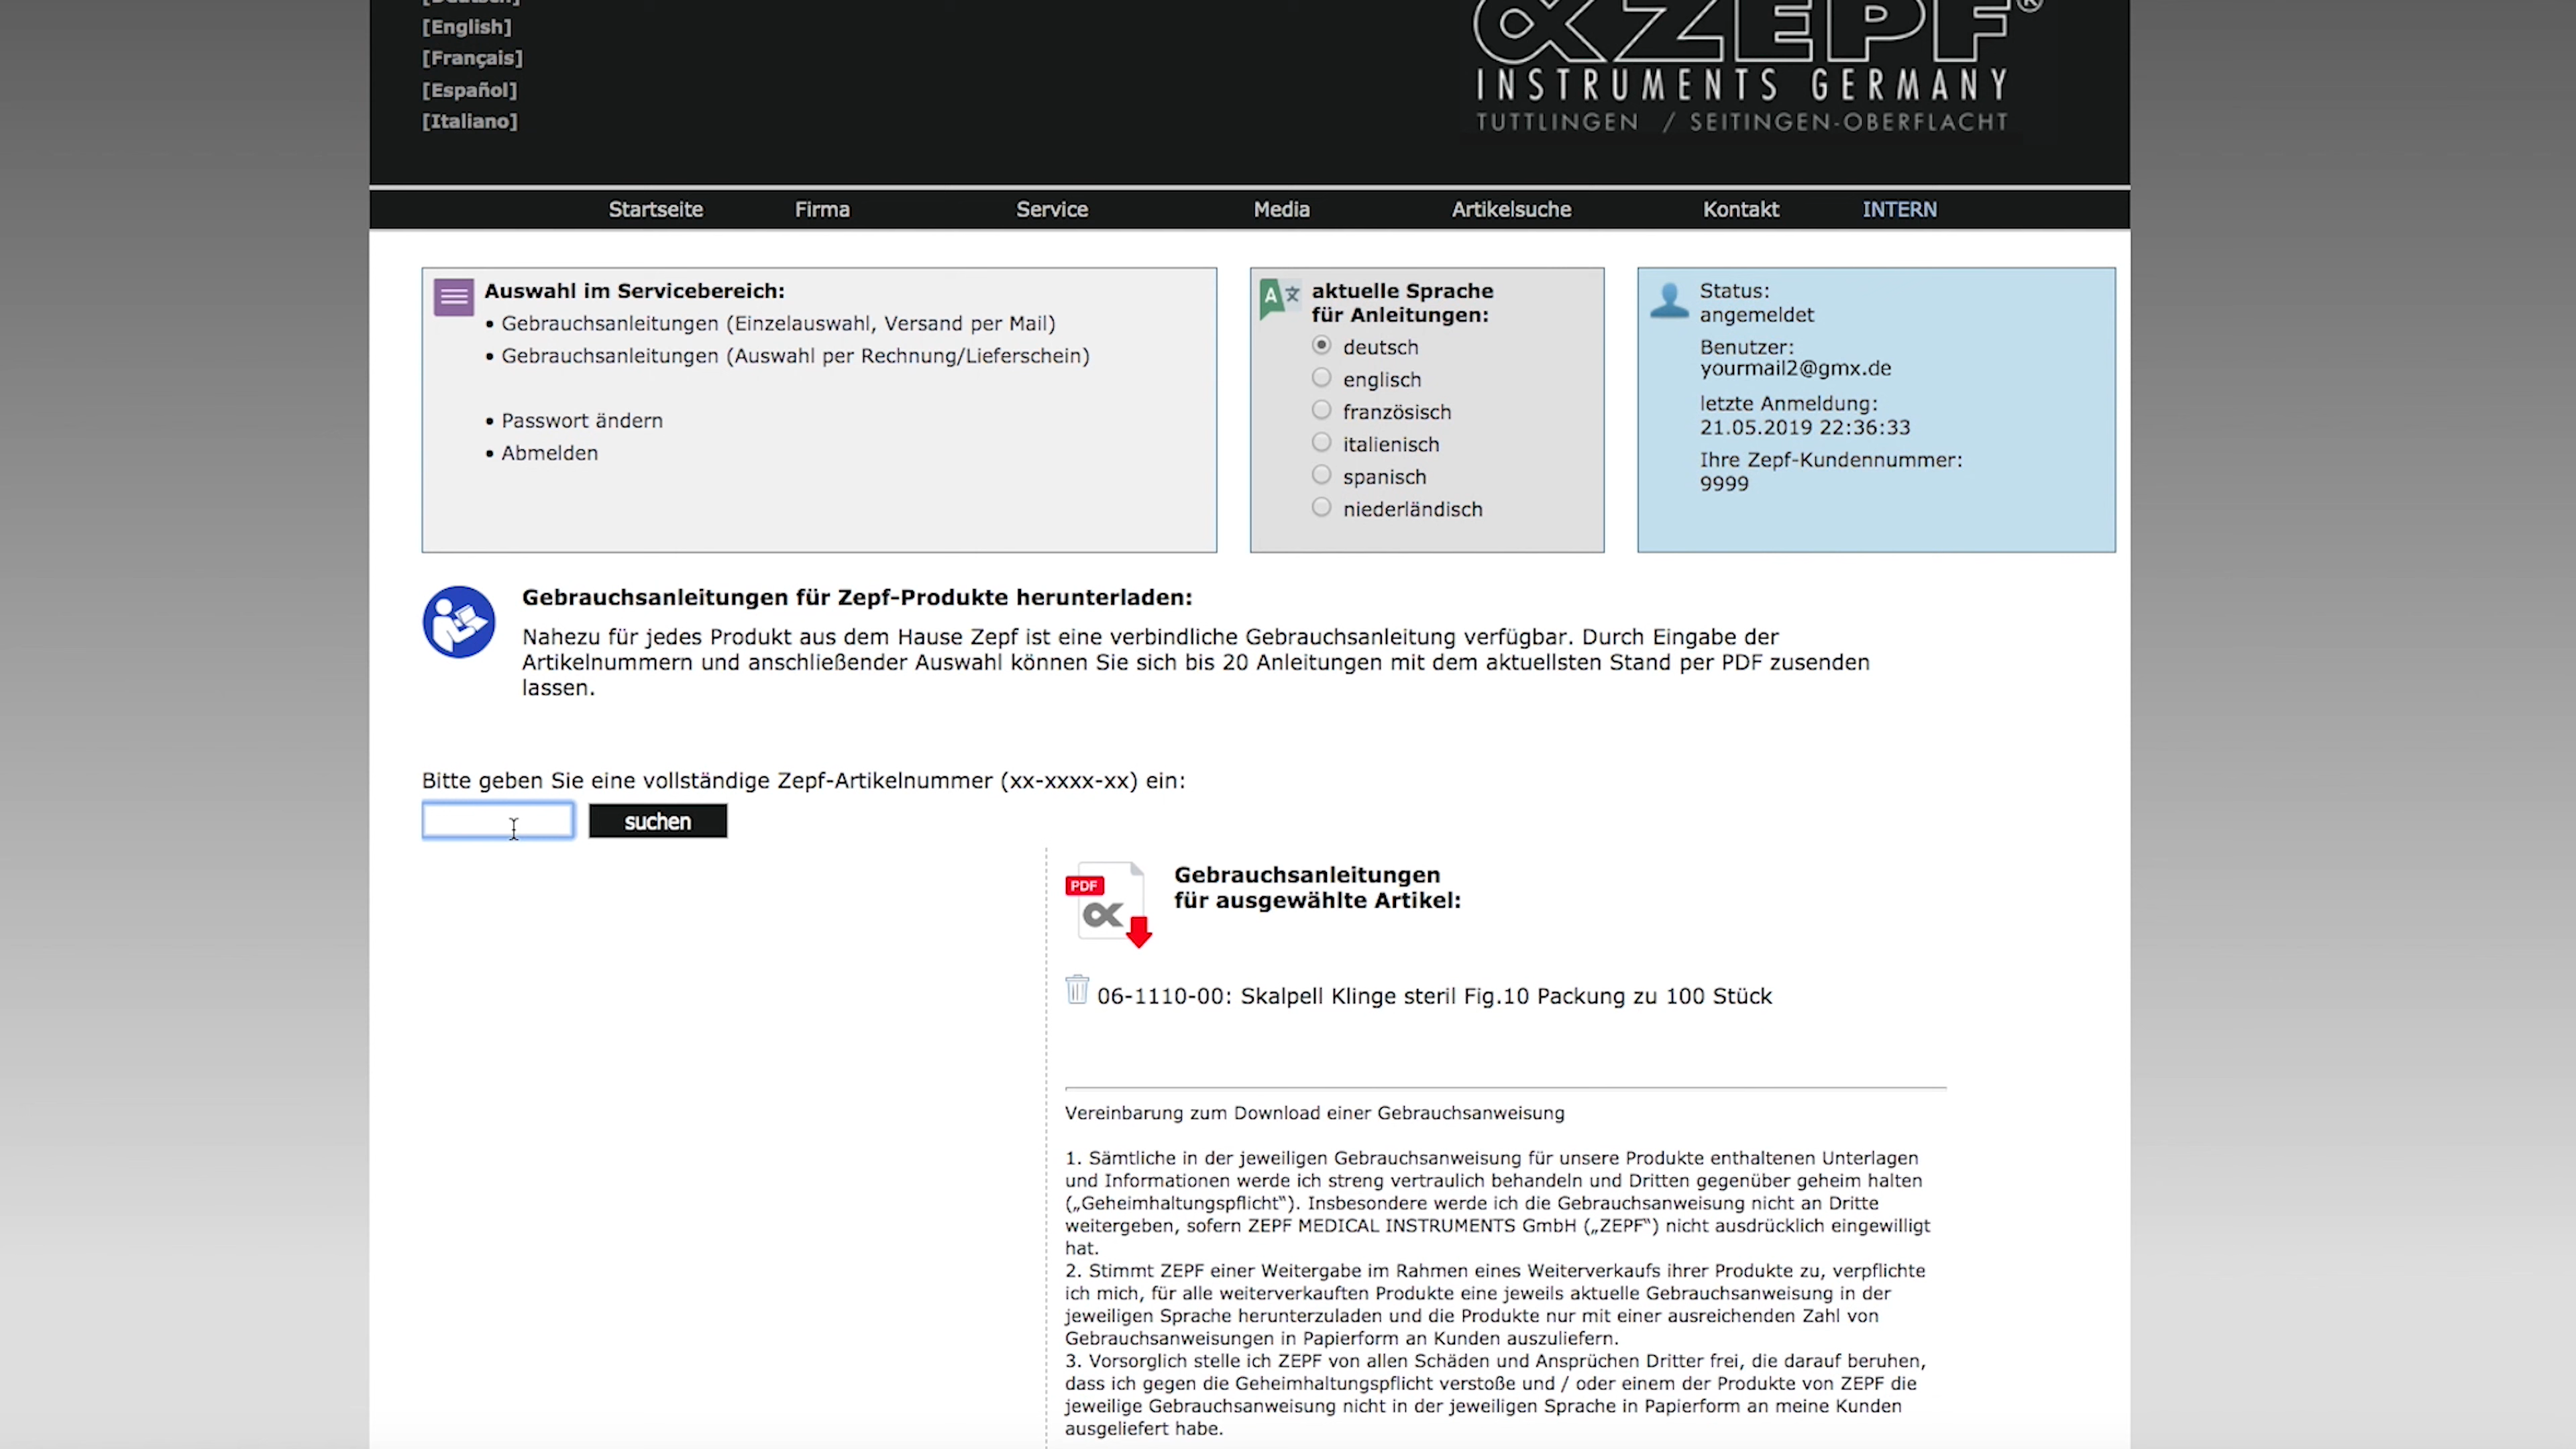 [Deutsch]
[English]
[Français]
[Español]
[Italiano]
ZEPF®
INSTRUMENTS GERMANY
TUTTLINGEN / SEITINGEN-OBERFLACHT
Startseite Firma Service Media Artikelsuche Kontakt INTERN
Auswahl im Servicebereich:
• Gebrauchsanleitungen (Einzelauswahl, Versand per Mail)
• Gebrauchsanleitungen (Auswahl per Rechnung/Lieferschein)
• Passwort ändern
• Abmelden
aktuelle Sprache
für Anleitungen:
deutsch
englisch
französisch
italienisch
spanisch
niederländisch
Status:
angemeldet
Benutzer:
yourmail2@gmx.de
letzte Anmeldung:
21.05.2019 22:36:33
Ihre Zepf-Kundennummer:
9999
Gebrauchsanleitungen für Zepf-Produkte herunterladen:
Nahezu für jedes Produkt aus dem Hause Zepf ist eine verbindliche Gebrauchsanleitung verfügbar. Durch Eingabe der
Artikelnummern und anschließender Auswahl können Sie sich bis 20 Anleitungen mit dem aktuellsten Stand per PDF zusenden
lassen.
Bitte geben Sie eine vollständige Zepf-Artikelnummer (xx-xxxx-xx) ein:
suchen
PDF
Gebrauchsanleitungen
für ausgewählte Artikel:
06-1110-00: Skalpell Klinge steril Fig.10 Packung zu 100 Stück
Vereinbarung zum Download einer Gebrauchsanweisung
1. Sämtliche in der jeweiligen Gebrauchsanweisung für unsere Produkte enthaltenen Unterlagen
und Informationen werde ich streng vertraulich behandeln und Dritten gegenüber geheim halten
(„Geheimhaltungspflicht“). Insbesondere werde ich die Gebrauchsanweisung nicht an Dritte
weitergeben, sofern ZEPF MEDICAL INSTRUMENTS GmbH („ZEPF“) nicht ausdrücklich eingewilligt
hat.
2. Stimmt ZEPF einer Weitergabe im Rahmen eines Weiterverkaufs ihrer Produkte zu, verpflichte
ich mich, für alle weiterverkauften Produkte eine jeweils aktuelle Gebrauchsanweisung in der
jeweiligen Sprache herunterzuladen und die Produkte nur mit einer ausreichenden Zahl von
Gebrauchsanweisungen in Papierform an Kunden auszuliefern.
3. Vorsorglich stelle ich ZEPF von allen Schäden und Ansprüchen Dritter frei, die darauf beruhen,
dass ich gegen die Geheimhaltungspflicht verstoße und / oder einem der Produkte von ZEPF die
jeweilige Gebrauchsanweisung nicht in der jeweiligen Sprache in Papierform an meine Kunden
ausgeliefert habe.